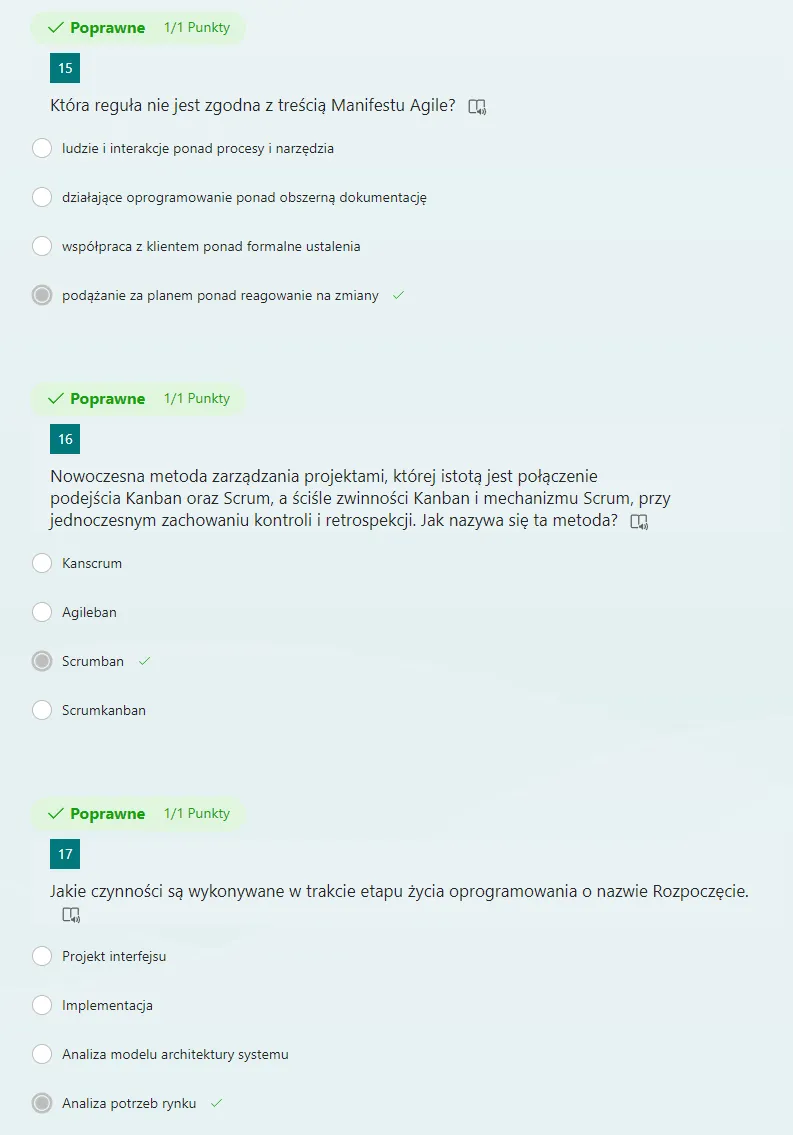 Poprawne 1/1 Punkty
15
Która reguła nie jest zgodna z treścią Manifestu Agile?
ludzie i interakcje ponad procesy i narzędzia
działające oprogramowanie ponad obszerną dokumentację
współpraca z klientem ponad formalne ustalenia
podążanie za planem ponad reagowanie na zmiany
Poprawne 1/1 Punkty
16
Nowoczesna metoda zarządzania projektami, której istotą jest połączenie
podejścia Kanban oraz Scrum, a ściśle zwinności Kanban i mechanizmu Scrum, przy
jednoczesnym zachowaniu kontroli i retrospekcji. Jak nazywa się ta metoda?
Kanscrum
Agileban
Scrumban
Scrumkanban
Poprawne 1/1 Punkty
17
Jakie czynności są wykonywane w trakcie etapu życia oprogramowania o nazwie Rozpoczęcie.
Projekt interfejsu
Implementacja
Analiza modelu architektury systemu
Analiza potrzeb rynku